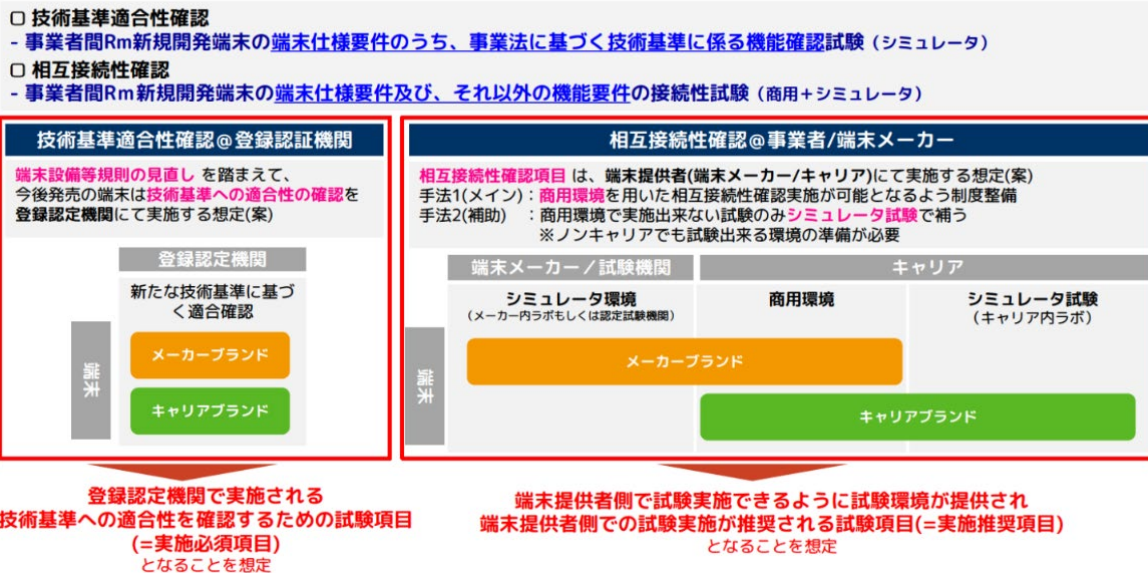 ▢ 技術基準適合性確認
- 事業者間Rm新規開発端末の端末仕様要件のうち、事業法に基づく技術基準に係る機能確認試験（シミュレータ）
▢ 相互接続性確認
- 事業者間Rm新規開発端末の端末仕様要件及び、それ以外の機能要件の接続性試験（商用＋シミュレータ）
技術基準適合性確認@登録認証機関
端末設備等規則の見直し を踏まえて、
今後発売の端末は技術基準への適合性の確認を
登録認定機関にて実施する想定(案)
登録認定機関
新たな技術基準に基づ
く適合確認
端末
メーカーブランド
キャリアブランド
登録認定機関で実施される
技術基準への適合性を確認するための試験項目
(=実施必須項目)
となることを想定
相互接続性確認@事業者/端末メーカー
相互接続性確認項目 は、端末提供者(端末メーカー/キャリア)にて実施する想定(案)
手法1(メイン)：商用環境を用いた相互接続性確認実施が可能となるよう制度整備
手法2(補助) ：商用環境で実施出来ない試験のみシミュレータ試験で補う
※ノンキャリアでも試験出来る環境の準備が必要
端末メーカー／試験機関
キャリア
シミュレータ環境
（メーカー内ラボもしくは認定試験機関）
商用環境
シミュレータ試験
（キャリア内ラボ）
端末
メーカーブランド
キャリアブランド
端末提供者側で試験実施できるように試験環境が提供され
端末提供者側での試験実施が推奨される試験項目(=実施推奨項目)
となることを想定